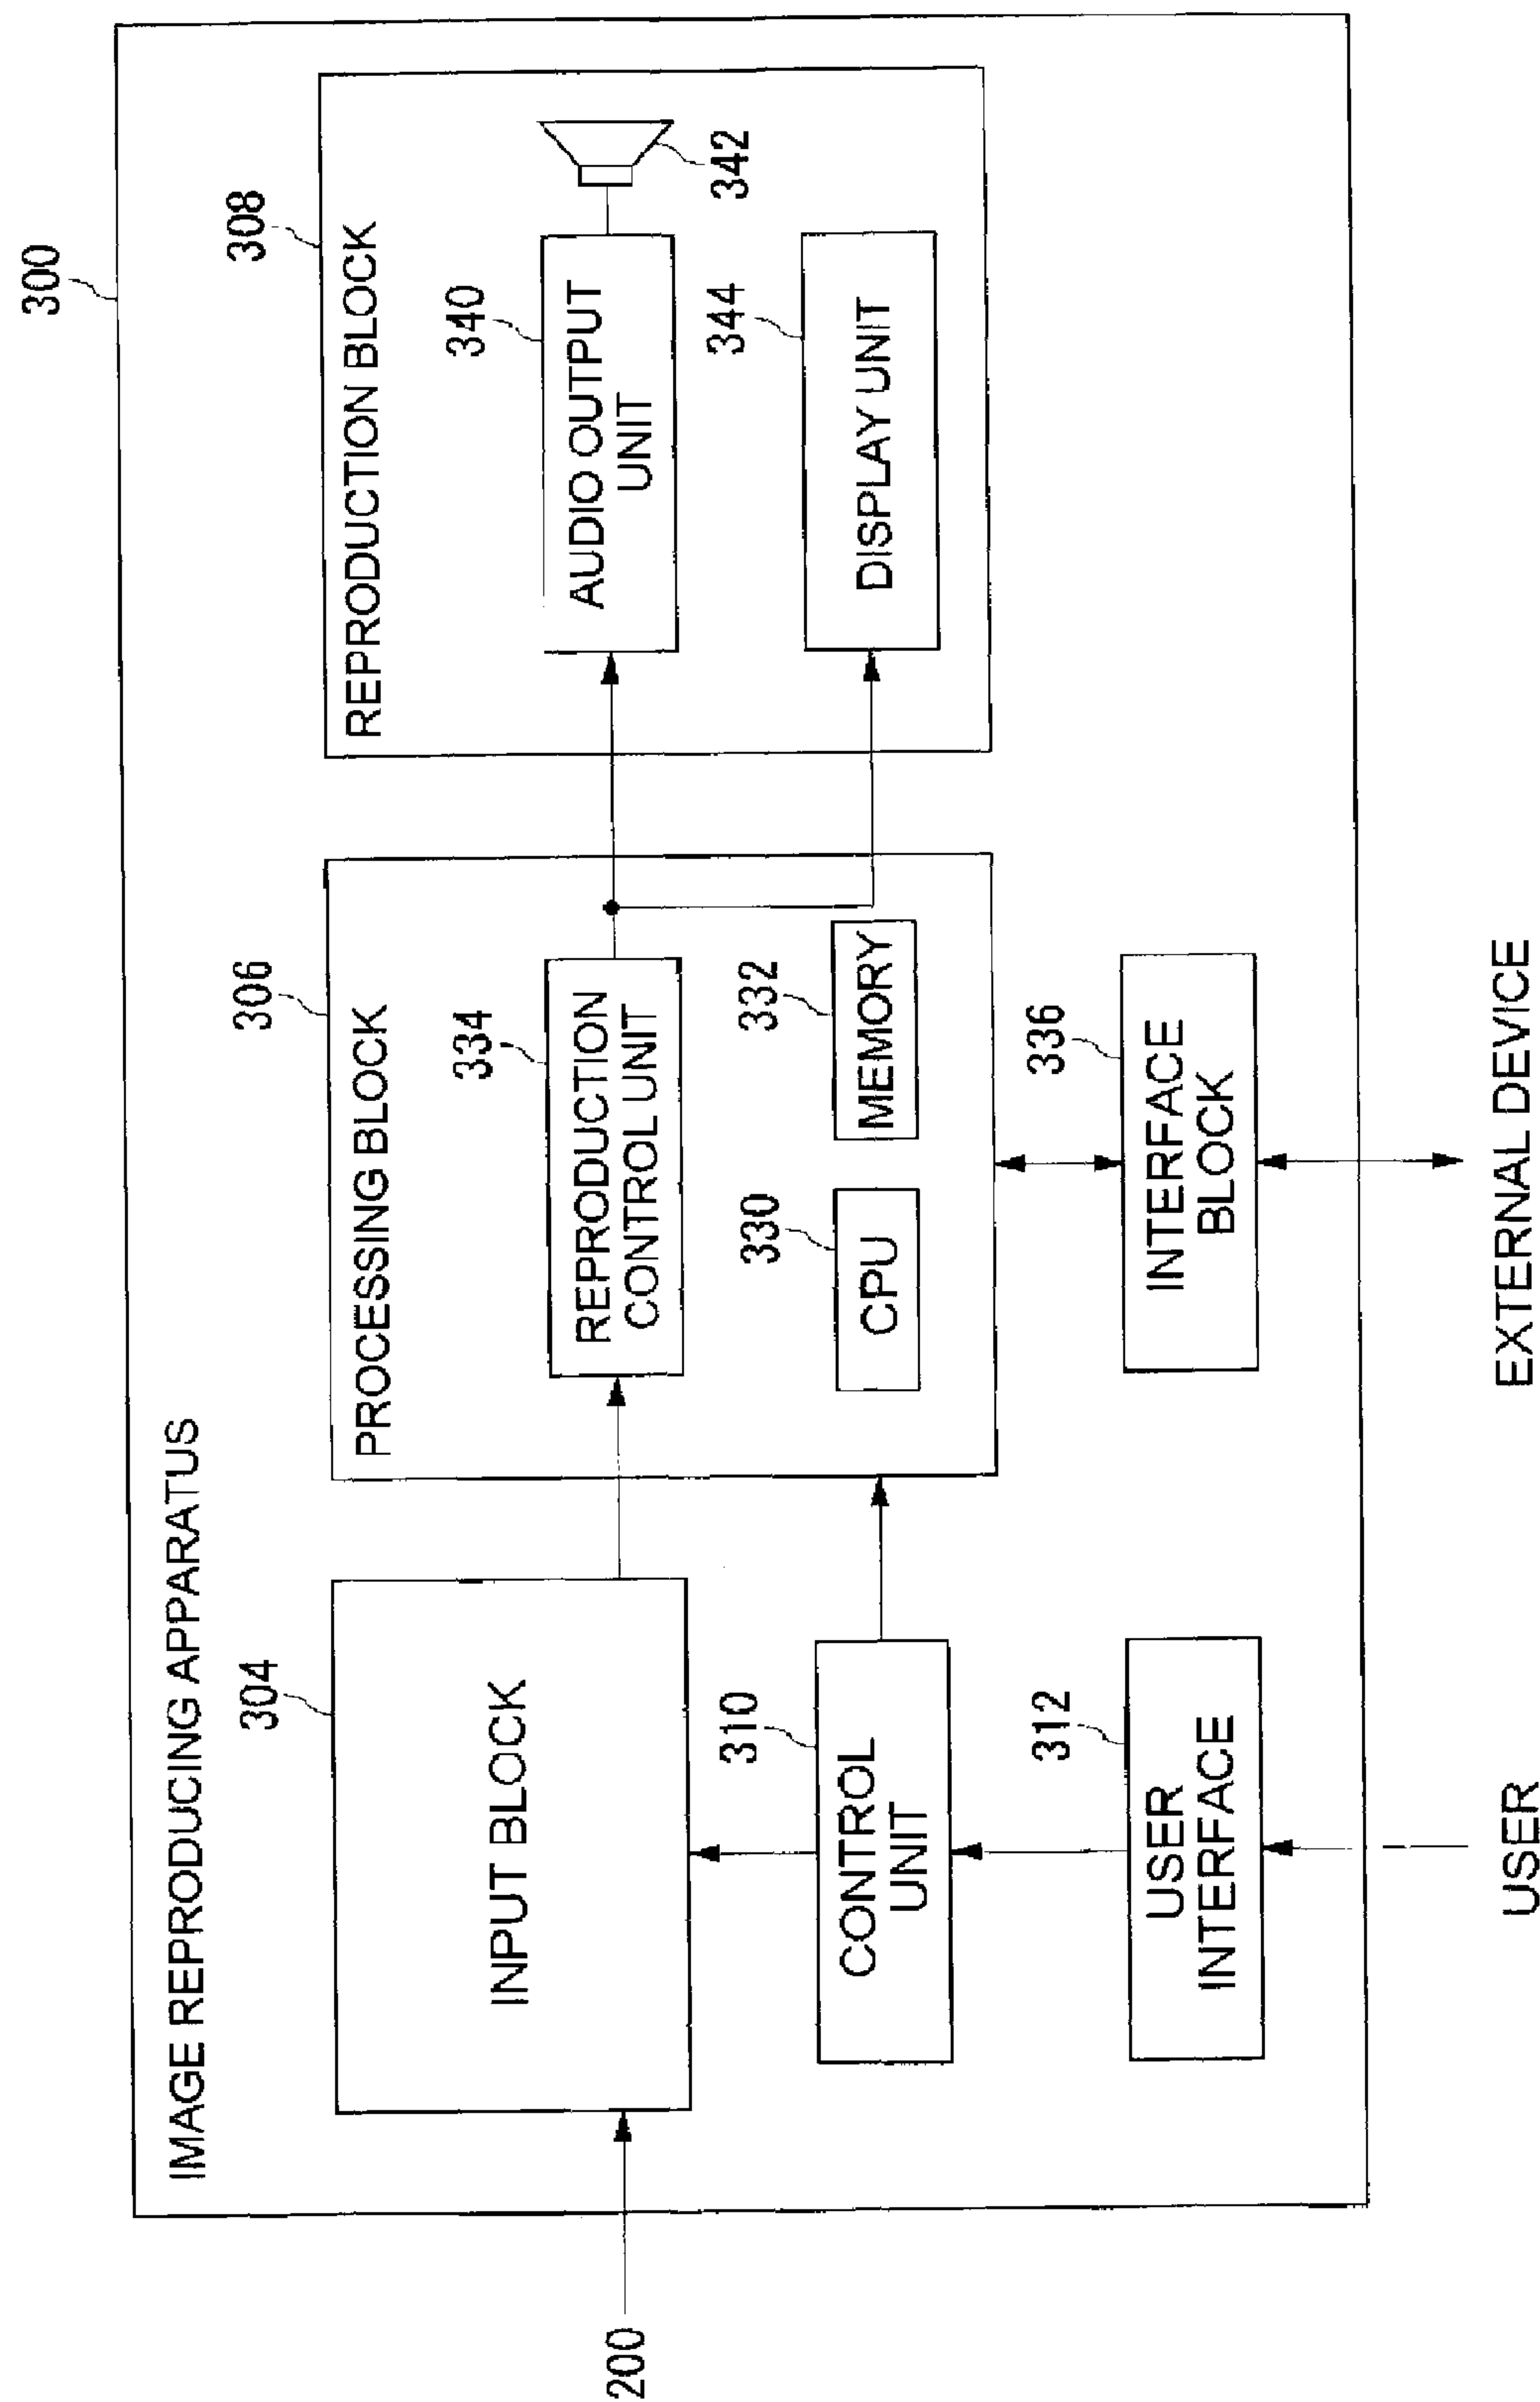 300
IMAGE REPRODUCING APPARATUS
304
INPUT BLOCK
306
PROCESSING BLOCK
334
REPRODUCTION
CONTROL UNIT
308
REPRODUCTION BLOCK
340
AUDIO OUTPUT
UNIT
342
200
310
CONTROL
UNIT
330
CPU
332
MEMORY
344
DISPLAY UNIT
312
USER
INTERFACE
336
INTERFACE
BLOCK
USER
EXTERNAL DEVICE